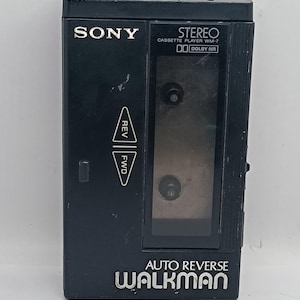 SONY
STEREO
CASSETTE PLAYER WM-7
DOLBY NR
REV
FWD
AUTO REVERSE
WALKMAN